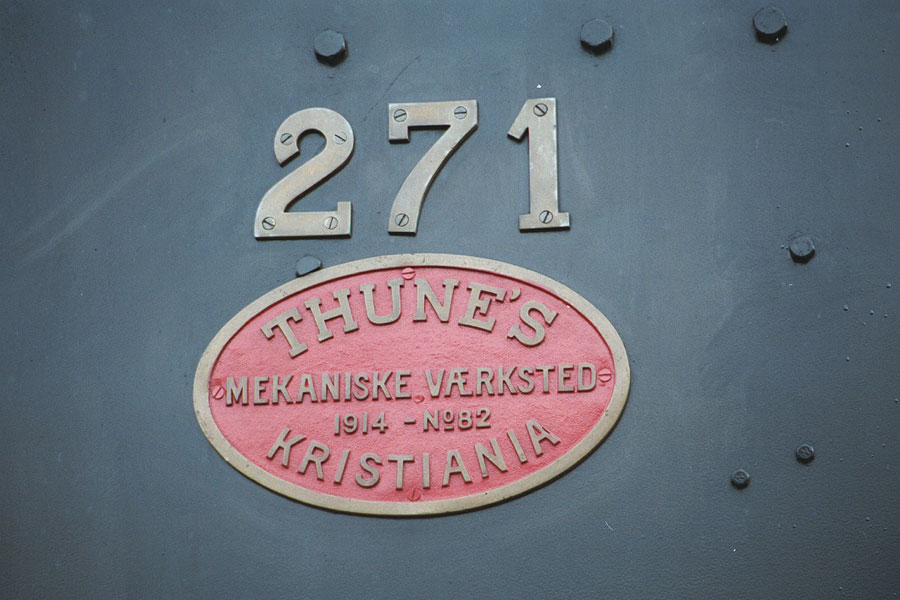 271
THUNE'S
MEKANISKE VÆRKSTED
1914 - Nº82
KRISTIANIA